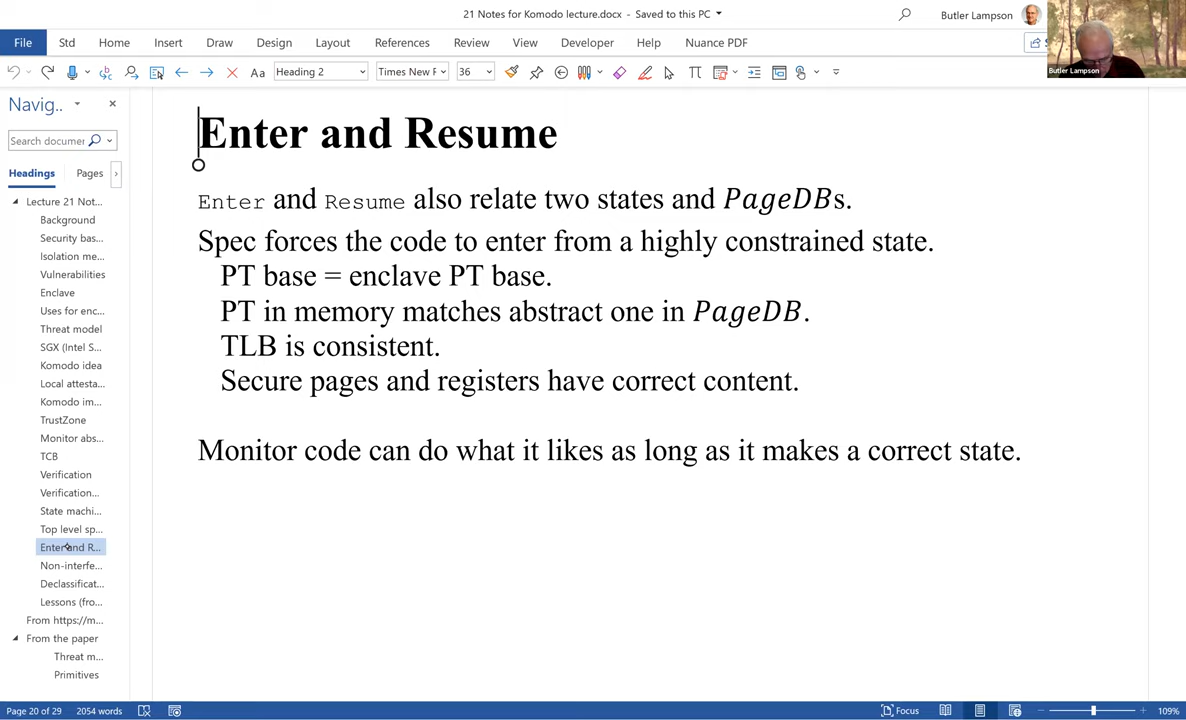 21 Notes for Komodo lecture.docx - Saved to this PC
Butler Lampson
File Std Home Insert Draw Design Layout References Review View Developer Help Nuance PDF
Heading 2 Times New F 36
Butler Lampson
Navig..
Search documen
Headings Pages
Lecture 21 Not...
Background
Security bas...
Isolation me...
Vulnerabilities
Enclave
Uses for enc...
Threat model
SGX (Intel S...
Komodo idea
Local attesta...
Komodo im...
TrustZone
Monitor abs...
TCB
Verification
Verification...
State machi...
Top level sp...
Enter and R...
Non-interfe...
Declassificat...
Lessons (fro...
From https://m...
From the paper
Threat m...
Primitives
Enter and Resume
Enter and Resume also relate two states and PageDBs.
Spec forces the code to enter from a highly constrained state.
PT base = enclave PT base.
PT in memory matches abstract one in PageDB.
TLB is consistent.
Secure pages and registers have correct content.
Monitor code can do what it likes as long as it makes a correct state.
Page 20 of 29 2054 words Focus 109%